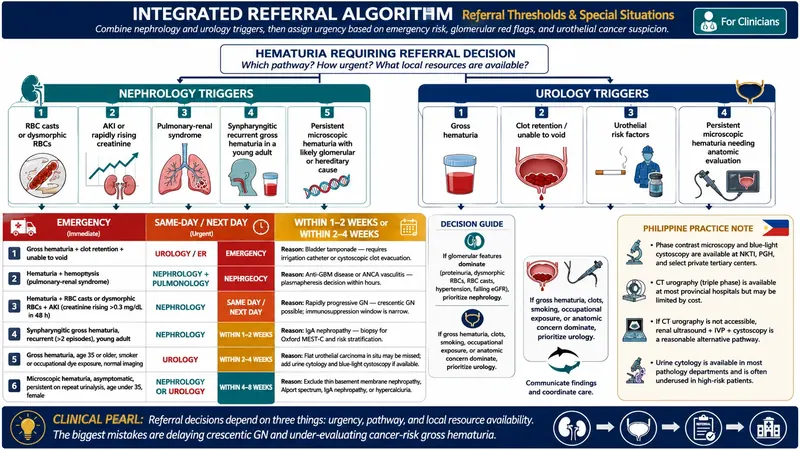 INTEGRATED REFERRAL ALGORITHM
Referral Thresholds & Special Situations
Combine nephrology and urology triggers, then assign urgency based on emergency risk, glomerular red flags, and urothelial cancer suspicion.
For Clinicians
HEMATURIA REQUIRING REFERRAL DECISION
Which pathway? How urgent? What local resources are available?
NEPHROLOGY TRIGGERS
1
RBC casts
or dysmorphic
RBCs
2
AKI or
rapidly rising
creatinine
3
Pulmonary-renal
syndrome
4
Synpharyngitic
recurrent gross
hematuria in a
young adult
5
Persistent
microscopic
hematuria with
likely glomerular
or hereditary
cause
UROLOGY TRIGGERS
1
Gross
hematuria
2
Clot retention /
unable to void
3
Urothelial
risk factors
4
Persistent
microscopic
hematuria needing
anatomic
evaluation
EMERGENCY
(Immediate)
SAME-DAY / NEXT DAY
(Urgent)
WITHIN 1–2 WEEKS or
WITHIN 2–4 WEEKS
1
Gross hematuria + clot retention +
unable to void
UROLOGY / ER
EMERGENCY
Reason: Bladder tamponade — requires
irrigation catheter or cystoscopic clot evacuation.
2
Hematuria + hemoptysis
(pulmonary-renal syndrome)
NEPHROLOGY +
PULMONOLOGY
NEPHRGEOCY
Reason: Anti-GBM disease or ANCA vasculitis —
plasmapheresis decision within hours.
3
Hematuria + RBC casts or dysmorphic
RBCs + AKI (creatinine rising >0.3 mg/dL
in 48 h)
NEPHROLOGY
SAME DAY /
NEXT DAY
Reason: Rapidly progressive GN — crescentic GN
possible; immunosuppression window is narrow.
4
Synpharyngitic gross hematuria,
recurrent (>2 episodes), young adult
NEPHROLOGY
WITHIN 1–2 WEEKS
Reason: IgA nephropathy — biopsy for
Oxford MEST-C and risk stratification.
5
Gross hematuria, age 35 or older, smoker
or occupational dye exposure, normal imaging
UROLOGY
WITHIN 2–4 WEEKS
Reason: Flat urothelial carcinoma in situ may be missed;
add urine cytology and blue-light cystoscopy if available.
6
Microscopic hematuria, asymptomatic,
persistent on repeat urinalysis, age under 35,
female
NEPHROLOGY
OR UROLOGY
WITHIN 4–8 WEEKS
Reason: Exclude thin basement membrane nephropathy,
Alport syndrome, IgA nephropathy, or hypercalciuria.
DECISION GUIDE
If glomerular features
dominate
(proteinuria, dysmorphic
RBCs, RBC casts,
hypertension, falling eGFR),
prioritize nephrology.
If gross hematuria, clots,
smoking, occupational
exposure, or anatomic
concern dominate,
prioritize urology.
If gross hematuria, clots,
smoking, occupational
exposure, or anatomic
concern dominate,
prioritize urology.
Communicate findings
and coordinate care.
PHILIPPINE PRACTICE NOTE
• Phase contrast microscopy and blue-light
cystoscopy are available at NKTI, PGH,
and select private tertiary centers.
• CT urography (triple phase) is available
at most provincial hospitals but may be
limited by cost.
• If CT urography is not accessible,
renal ultrasound + IVP + cystoscopy is
a reasonable alternative pathway.
• Urine cytology is available in most
pathology departments and is often
underused in high-risk patients.
CLINICAL PEARL: Referral decisions depend on three things: urgency, pathway, and local resource availability.
The biggest mistakes are delaying crescentic GN and under-evaluating cancer-risk gross hematuria.
REFERRAL